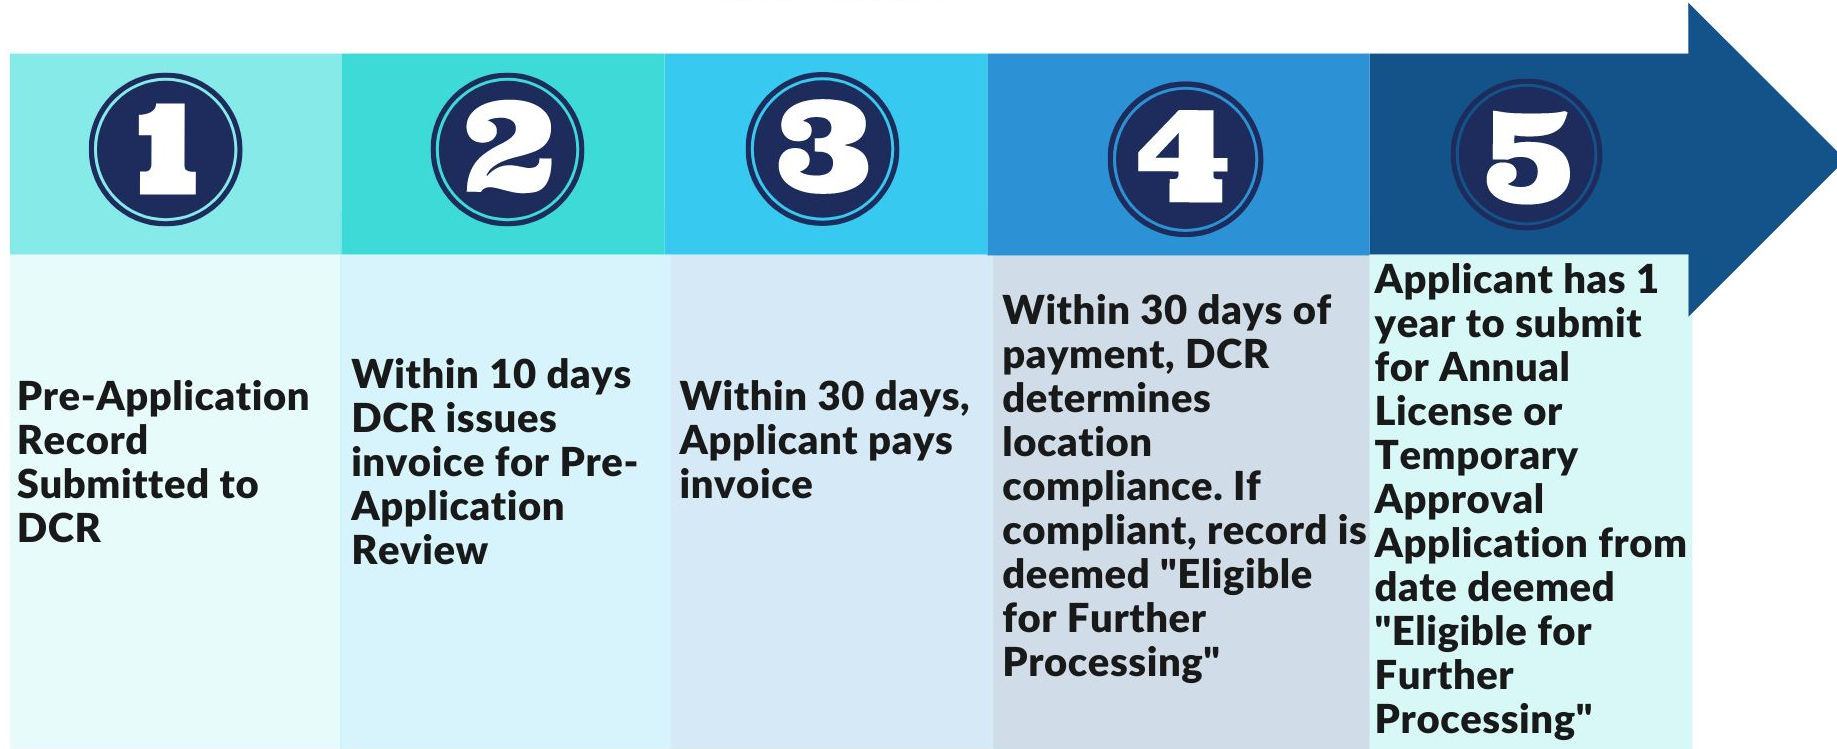 1
Pre-Application
Record
Submitted to
DCR
2
Within 10 days
DCR issues
invoice for Pre-
Application
Review
3
Within 30 days,
Applicant pays
invoice
4
Within 30 days of
payment, DCR
determines
location
compliance. If
compliant, record is
deemed "Eligible
for Further
Processing"
5
Applicant has 1
year to submit
for Annual
License or
Temporary
Approval
Application from
date deemed
"Eligible for
Further
Processing"